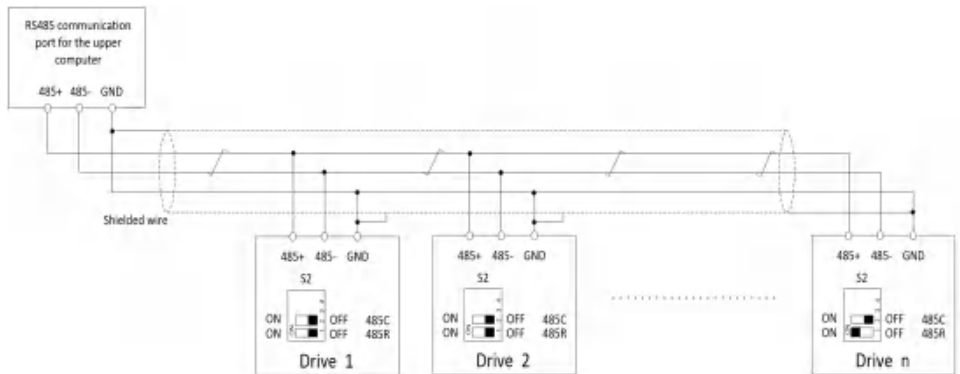 RS485 communication
port for the upper
computer
485+ 485- GND
Shielded wire
485+ 485- GND
S2
ON OFF 485C
ON OFF 485R
Drive 1
485+ 485- GND
S2
ON OFF 485C
ON OFF 485R
Drive 2
485+ 485- GND
S2
ON OFF 485C
ON OFF 485R
Drive n